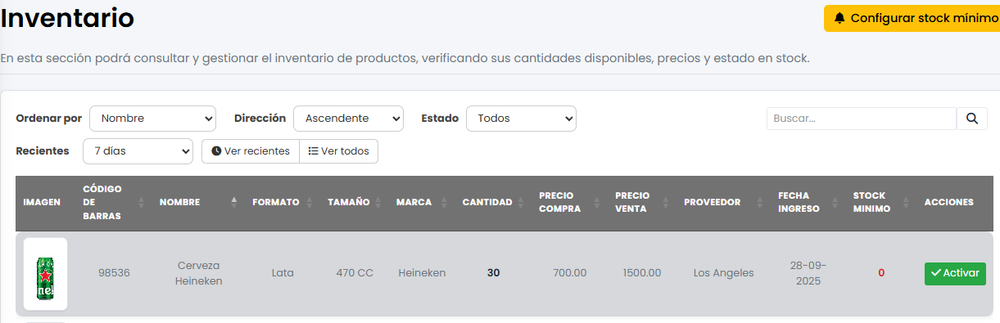 Inventario
Configurar stock mínimo
En esta sección podrá consultar y gestionar el inventario de productos, verificando sus cantidades disponibles, precios y estado en stock.
Ordenar por Nombre Dirección Ascendente Estado Todos Buscar...
Recientes 7 días Ver recientes Ver todos
IMAGEN CÓDIGO DE BARRAS NOMBRE FORMATO TAMAÑO MARCA CANTIDAD PRECIO COMPRA PRECIO VENTA PROVEEDOR FECHA INGRESO STOCK MINIMO ACCIONES
98536 Cerveza Heineken Lata 470 CC Heineken 30 700.00 1500.00 Los Angeles 28-09-2025 0 Activar